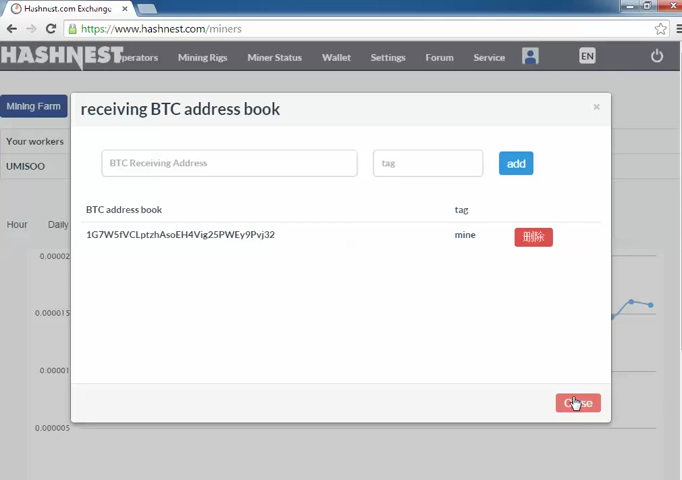 Hushnest.com Exchange
https://www.hashnest.com/miners
HASHNEST
perators
Mining Rigs
Miner Status
Wallet
Settings
Forum
Service
EN
Mining Farm
Your workers
UMISOO
receiving BTC address book
×
BTC Receiving Address
tag
add
BTC address book
tag
1G7W5fVCLptzhAsoEH4Vig25PWEy9Pvj32
mine
删除
Hour
Daily
0.00002
0.000015
0.00001
0.000005
Close